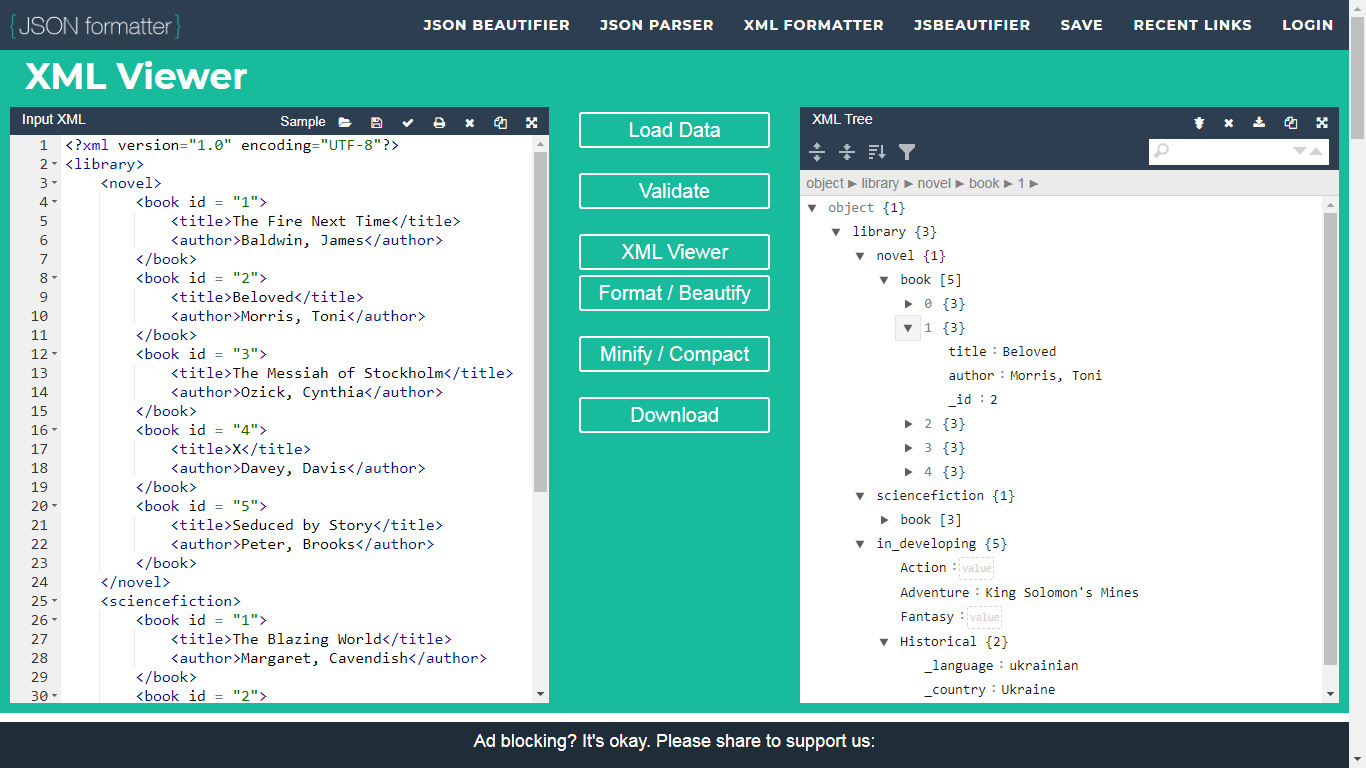 {JSON formatter}
JSON BEAUTIFIER JSON PARSER XML FORMATTER JSBEAUTIFIER SAVE RECENT LINKS LOGIN
XML Viewer
Input XML
Sample
1 <?xml version="1.0" encoding="UTF-8"?>
2 <library>
3 <novel>
4 <book id = "1">
5 <title>The Fire Next Time</title>
6 <author>Baldwin, James</author>
7 </book>
8 <book id = "2">
9 <title>Beloved</title>
10 <author>Morris, Toni</author>
11 </book>
12 <book id = "3">
13 <title>The Messiah of Stockholm</title>
14 <author>Ozick, Cynthia</author>
15 </book>
16 <book id = "4">
17 <title>X</title>
18 <author>Davey, Davis</author>
19 </book>
20 <book id = "5">
21 <title>Seduced by Story</title>
22 <author>Peter, Brooks</author>
23 </book>
24 </novel>
25 <sciencefiction>
26 <book id = "1">
27 <title>The Blazing World</title>
28 <author>Margaret, Cavendish</author>
29 </book>
30 <book id = "2">
Load Data
Validate
XML Viewer
Format / Beautify
Minify / Compact
Download
XML Tree
object ► library ► novel ► book ► 1 ►
object {1}
library {3}
novel {1}
book [5]
0 {3}
1 {3}
title : Beloved
author : Morris, Toni
_id : 2
2 {3}
3 {3}
4 {3}
sciencefiction {1}
book [3]
in_developing {5}
Action : value
Adventure : King Solomon's Mines
Fantasy : value
Historical {2}
_language : ukrainian
_country : Ukraine
Ad blocking? It's okay. Please share to support us: